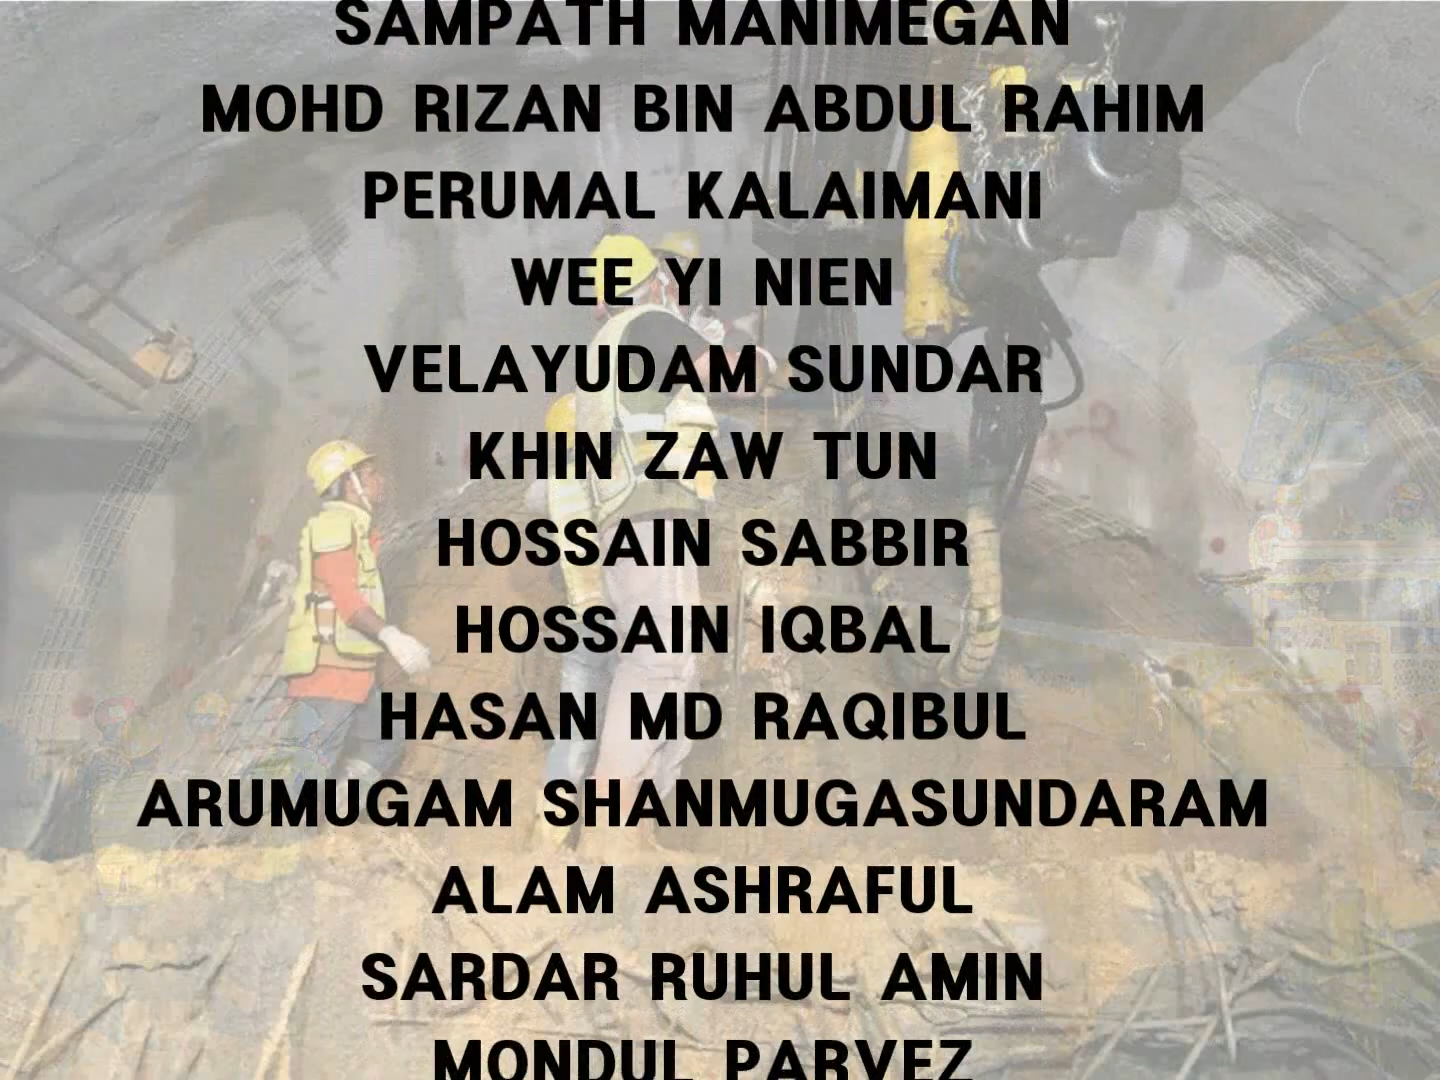 SAMPATH MANIMEGAN
MOHD RIZAN BIN ABDUL RAHIM
PERUMAL KALAIMANI
WEE YI NIEN
VELAYUDAM SUNDAR
KHIN ZAW TUN
HOSSAIN SABBIR
HOSSAIN IQBAL
HASAN MD RAQIBUL
ARUMUGAM SHANMUGASUNDARAM
ALAM ASHRAFUL
SARDAR RUHUL AMIN
MONDUL PARVEZ